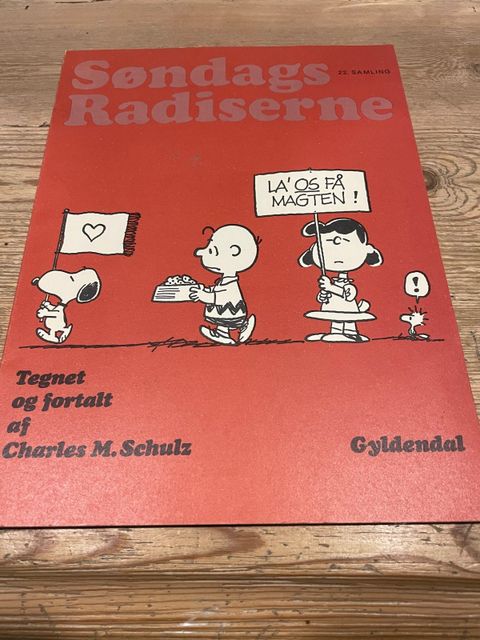 Søndags
Radiserne
22. SAMLING
LA' OS FÅ
MAGTEN!
!
Tegnet
og fortalt
af
Charles M. Schulz
Gyldendal